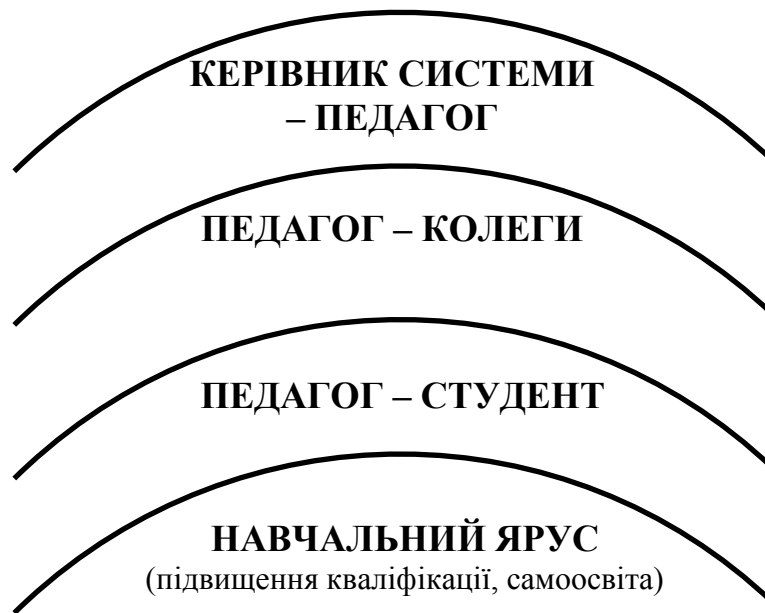 КЕРІВНИК СИСТЕМИ
– ПЕДАГОГ
ПЕДАГОГ – КОЛЕГИ
ПЕДАГОГ – СТУДЕНТ
НАВЧАЛЬНИЙ ЯРУС
(підвищення кваліфікації, самоосвіта)